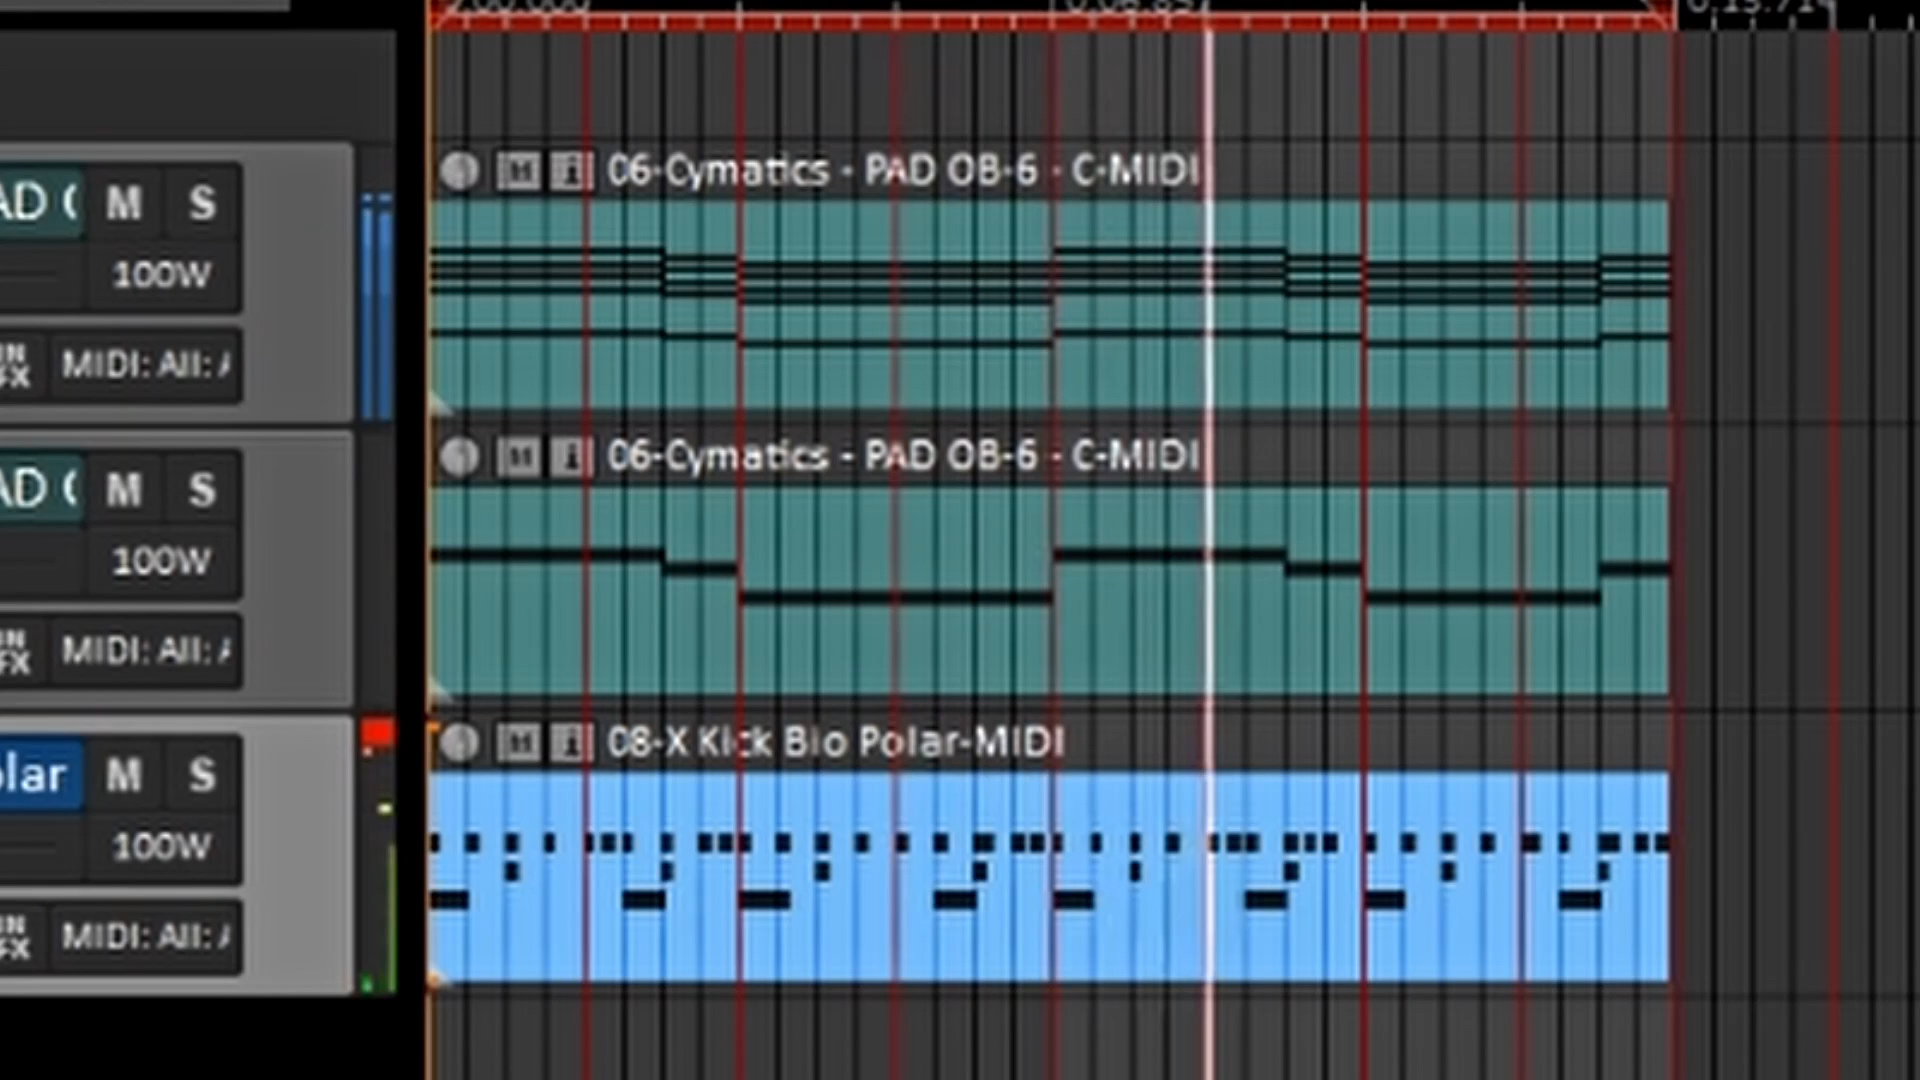 06-Cymatics - PAD OB-6 - C-MIDI
AD M S
100W
IN FX MIDI: All:
06-Cymatics - PAD OB-6 - C-MIDI
AD M S
100W
IN FX MIDI: All:
08-X Kick Bio Polar-MIDI
olar M S
100W
IN FX MIDI: All: